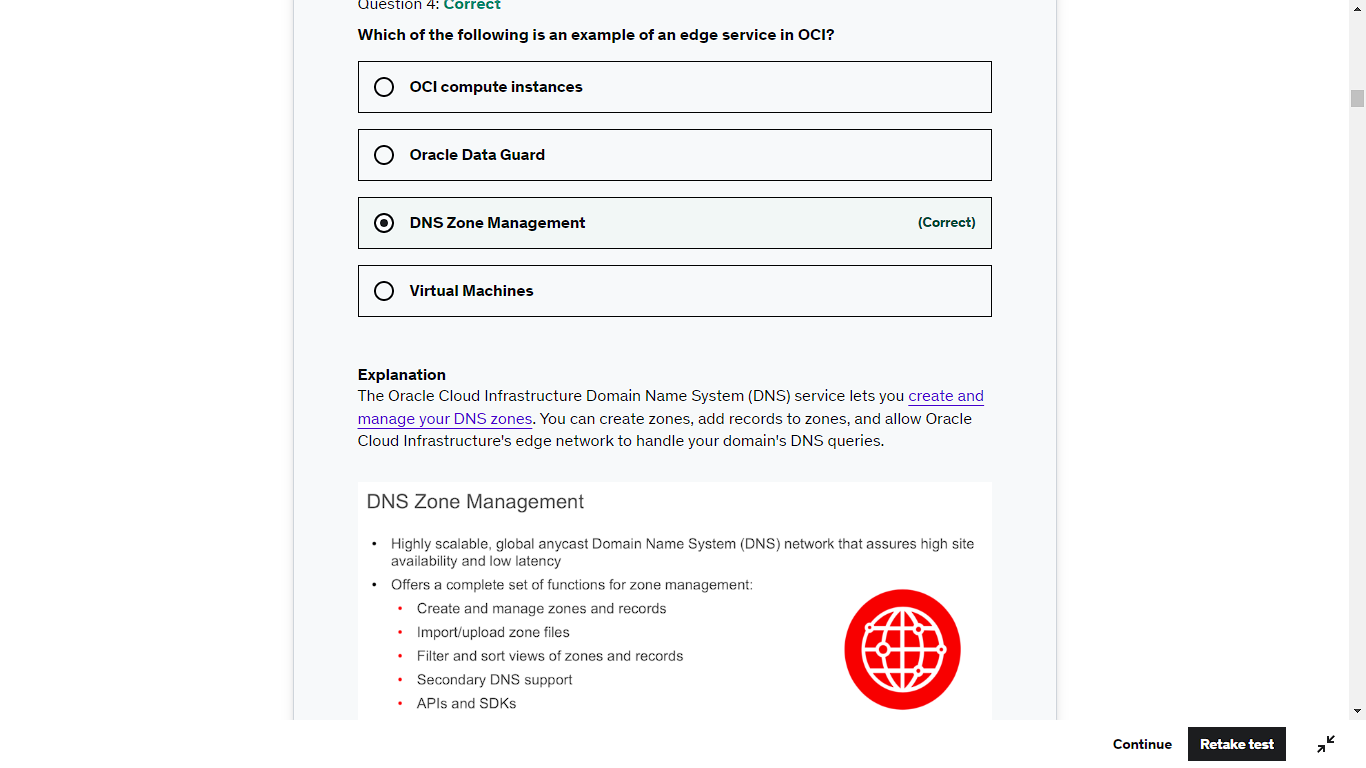 Question 4: Correct
Which of the following is an example of an edge service in OCI?
OCI compute instances
Oracle Data Guard
DNS Zone Management (Correct)
Virtual Machines
Explanation
The Oracle Cloud Infrastructure Domain Name System (DNS) service lets you create and
manage your DNS zones. You can create zones, add records to zones, and allow Oracle
Cloud Infrastructure's edge network to handle your domain's DNS queries.
DNS Zone Management
• Highly scalable, global anycast Domain Name System (DNS) network that assures high site
availability and low latency
• Offers a complete set of functions for zone management:
• Create and manage zones and records
• Import/upload zone files
• Filter and sort views of zones and records
• Secondary DNS support
• APIs and SDKs
Continue Retake test